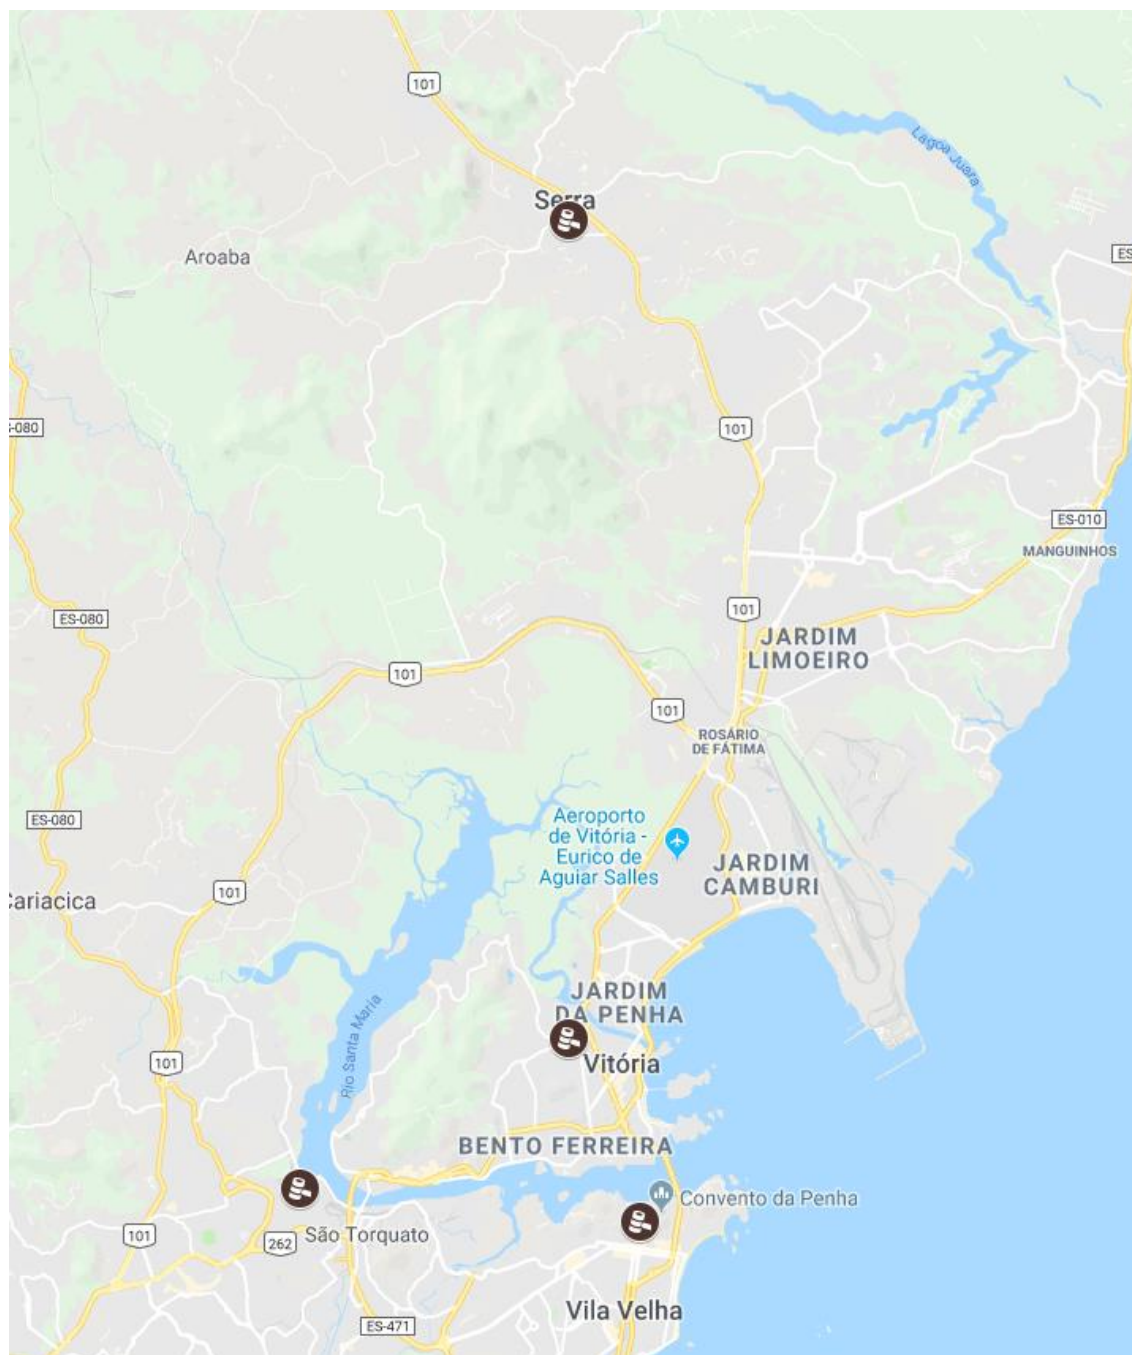 101
Lagoa Juara
Serra
Aroaba
ES
-080
101
ES-010
MANGUINHOS
ES-080
101
JARDIM
LIMOEIRO
101
101
ROSÁRIO
DE FÁTIMA
ES-080
Aeroporto
de Vitória -
Eurico de
Aguiar Salles
JARDIM
CAMBURI
101
Cariacica
JARDIM
DA PENHA
Rio Santa Maria
101
Vitória
BENTO FERREIRA
Convento da Penha
101
262
São Torquato
Vila Velha
ES-471